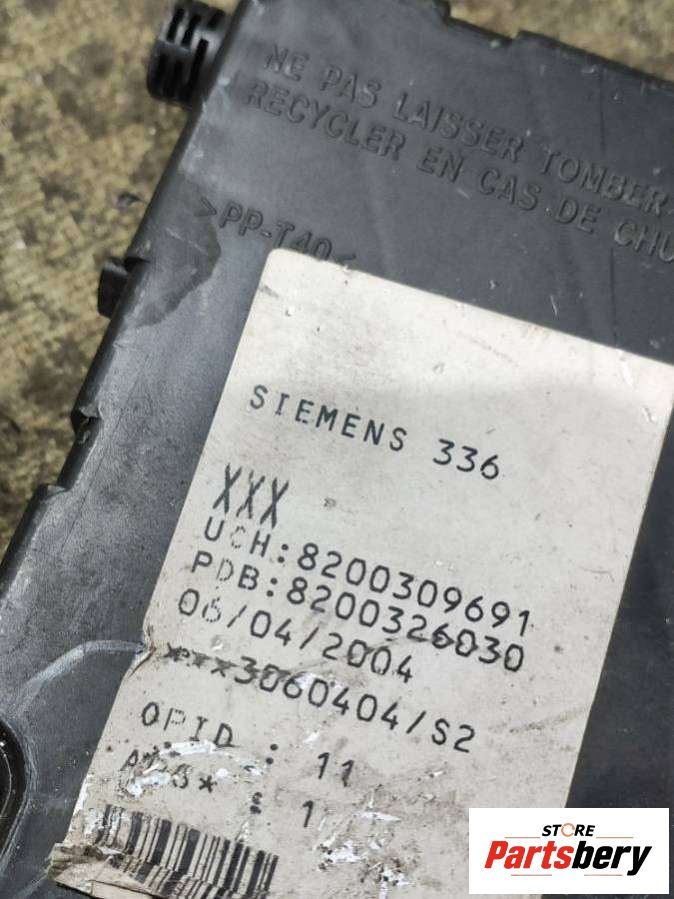 NE PAS LAISSER TOMBER
RECYCLER EN CAS DE CHU
>PP-T40<
SIEMENS 336
XXX
UCH:8200309691
PDB:8200326030
06/04/2004
***3060404/S2
OPID : 11
: 1
STORE
Partsbery